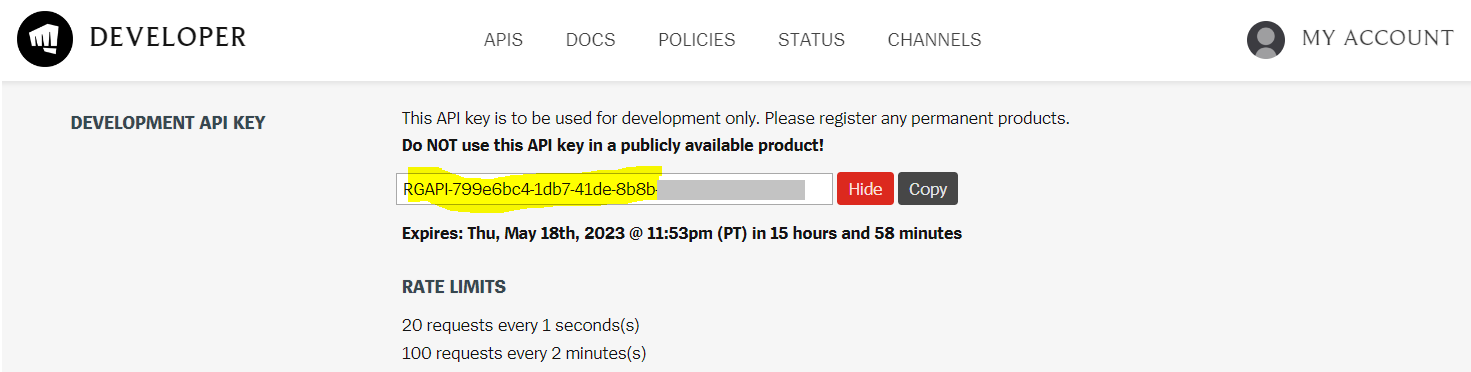 DEVELOPER
APIS DOCS POLICIES STATUS CHANNELS
MY ACCOUNT
DEVELOPMENT API KEY
This API key is to be used for development only. Please register any permanent products.
Do NOT use this API key in a publicly available product!
RGAPI-799e6bc4-1db7-41de-8b8b-
Hide
Copy
Expires: Thu, May 18th, 2023 @ 11:53pm (PT) in 15 hours and 58 minutes
RATE LIMITS
20 requests every 1 seconds(s)
100 requests every 2 minutes(s)